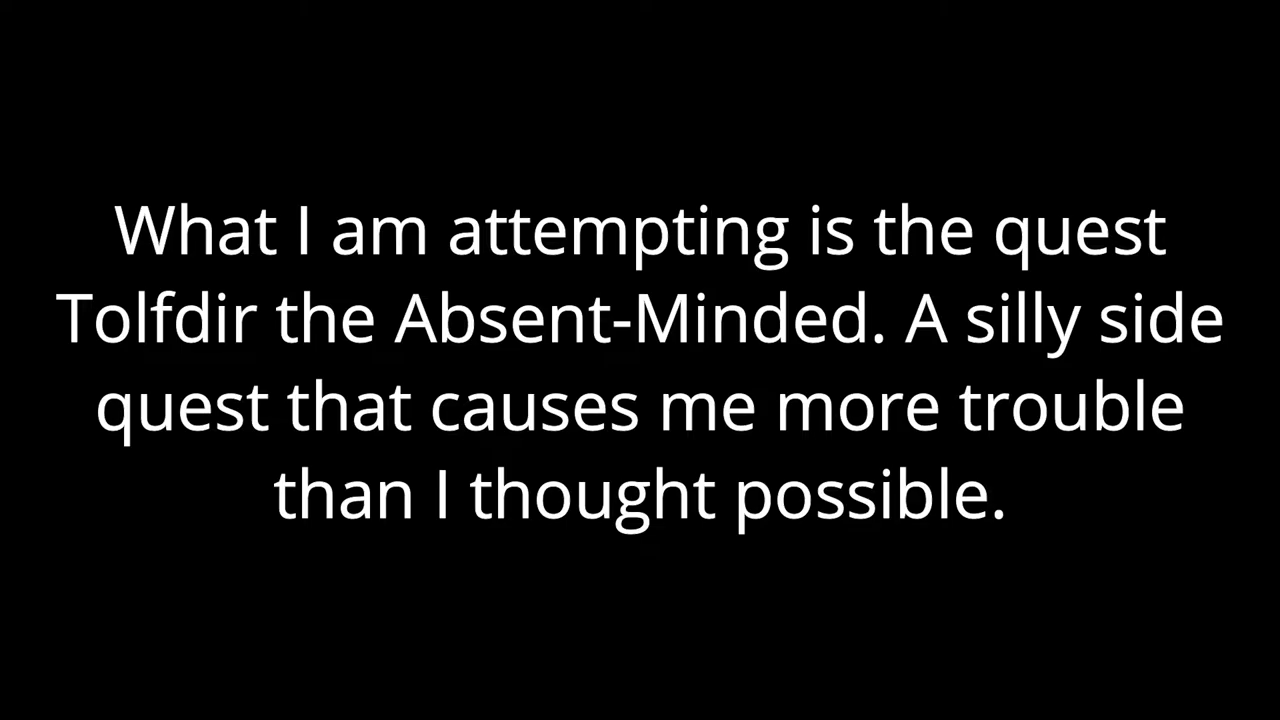 What I am attempting is the quest
Tolfdir the Absent-Minded. A silly side
quest that causes me more trouble
than I thought possible.